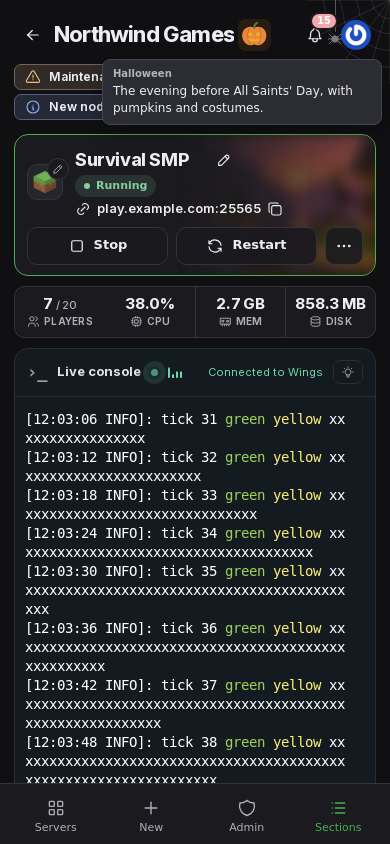 Northwind Games
15
Maintena
New nod
Halloween
The evening before All Saints' Day, with
pumpkins and costumes.
Survival SMP
Running
play.example.com:25565
Stop
Restart
7 / 20
PLAYERS
38.0%
CPU
2.7 GB
MEM
858.3 MB
DISK
Live console
Connected to Wings
[12:03:06 INFO]: tick 31 green yellow xx
xxxxxxxxxxxxxxx
[12:03:12 INFO]: tick 32 green yellow xx
xxxxxxxxxxxxxxxxxxxxxx
[12:03:18 INFO]: tick 33 green yellow xx
xxxxxxxxxxxxxxxxxxxxxxxxxxxxx
[12:03:24 INFO]: tick 34 green yellow xx
xxxxxxxxxxxxxxxxxxxxxxxxxxxxxxxxxxxx
[12:03:30 INFO]: tick 35 green yellow xx
xxxxxxxxxxxxxxxxxxxxxxxxxxxxxxxxxxxxxxxx
xxx
[12:03:36 INFO]: tick 36 green yellow xx
xxxxxxxxxxxxxxxxxxxxxxxxxxxxxxxxxxxxxxxx
xxxxxxxxxx
[12:03:42 INFO]: tick 37 green yellow xx
xxxxxxxxxxxxxxxxxxxxxxxxxxxxxxxxxxxxxxxx
xxxxxxxxxxxxxxxxx
[12:03:48 INFO]: tick 38 green yellow xx
xxxxxxxxxxxxxxxxxxxxxxxxxxxxxxxxxxxxxxxx
xxxxxxxxxxxxxxxxxxxxxxxx
Servers
New
Admin
Sections